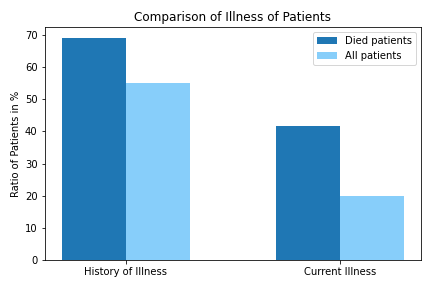 Comparison of Illness of Patients
Died patients
All patients
Ratio of Patients in %
70
60
50
40
30
20
10
0
History of Illness
Current Illness